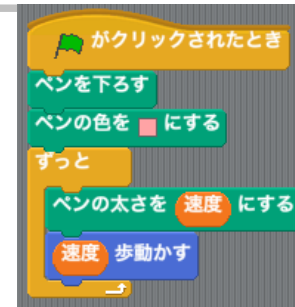 がクリックされたとき
ペンを下ろす
ペンの色を にする
ずっと
ペンの太さを 速度 にする
速度 歩動かす